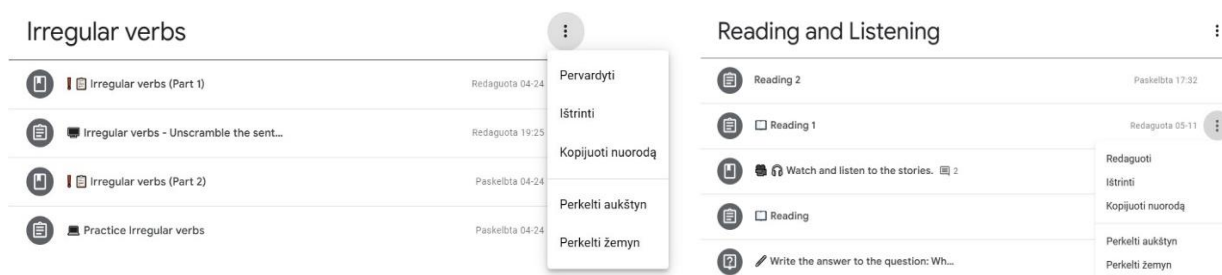 Irregular verbs
Irregular verbs (Part 1)
Redaguota 04-24
Irregular verbs - Unscramble the sent...
Redaguota 19:25
Irregular verbs (Part 2)
Paskelbta 04-24
Practice Irregular verbs
Paskelbta 04-24
Pervardyti
Ištrinti
Kopijuoti nuorodą
Perkelti aukštyn
Perkelti žemyn
Reading and Listening
Reading 2
Paskelbta 17:32
Reading 1
Redaguota 05-11
Watch and listen to the stories. 2
Reading
Write the answer to the question: Wh...
Redaguoti
Ištrinti
Kopijuoti nuorodą
Perkelti aukštyn
Perkelti žemyn